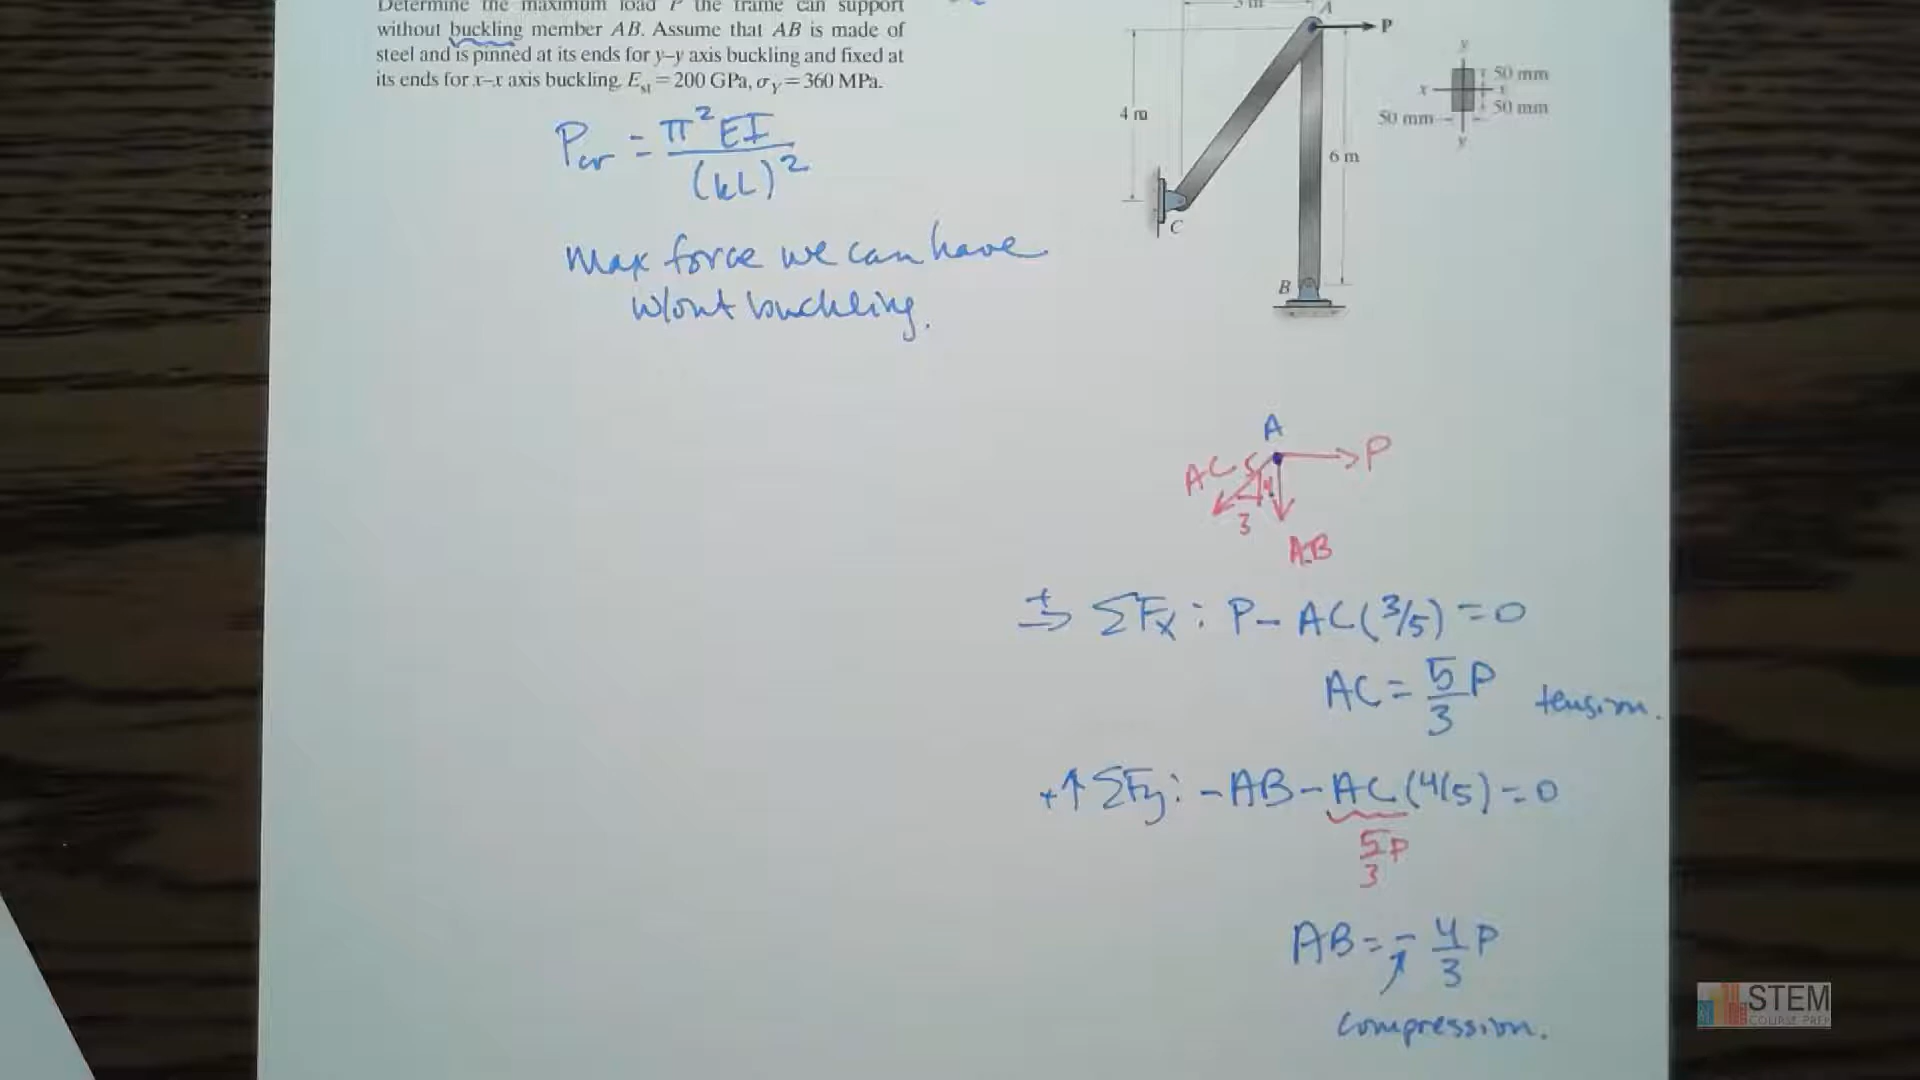 Determine the maximum load P the frame can support
without buckling member AB. Assume that AB is made of
steel and is pinned at its ends for y–y axis buckling and fixed at
its ends for x–x axis buckling. Est = 200 GPa, σY = 360 MPa.
Pcr = π²EI / (kL)²
Max force we can have
w/out buckling.
3 m
A
P
4 m
6 m
C
B
y
50 mm
x
x
50 mm
50 mm
y
A
P
AC
5
4
3
AB
→+ ΣFx: P - AC(3/5) = 0
AC = 5/3 P tension.
+↑ ΣFy: -AB - AC(4/5) = 0
5/3 P
AB = - 4/3 P
compression.
STEM
COURSE PREP